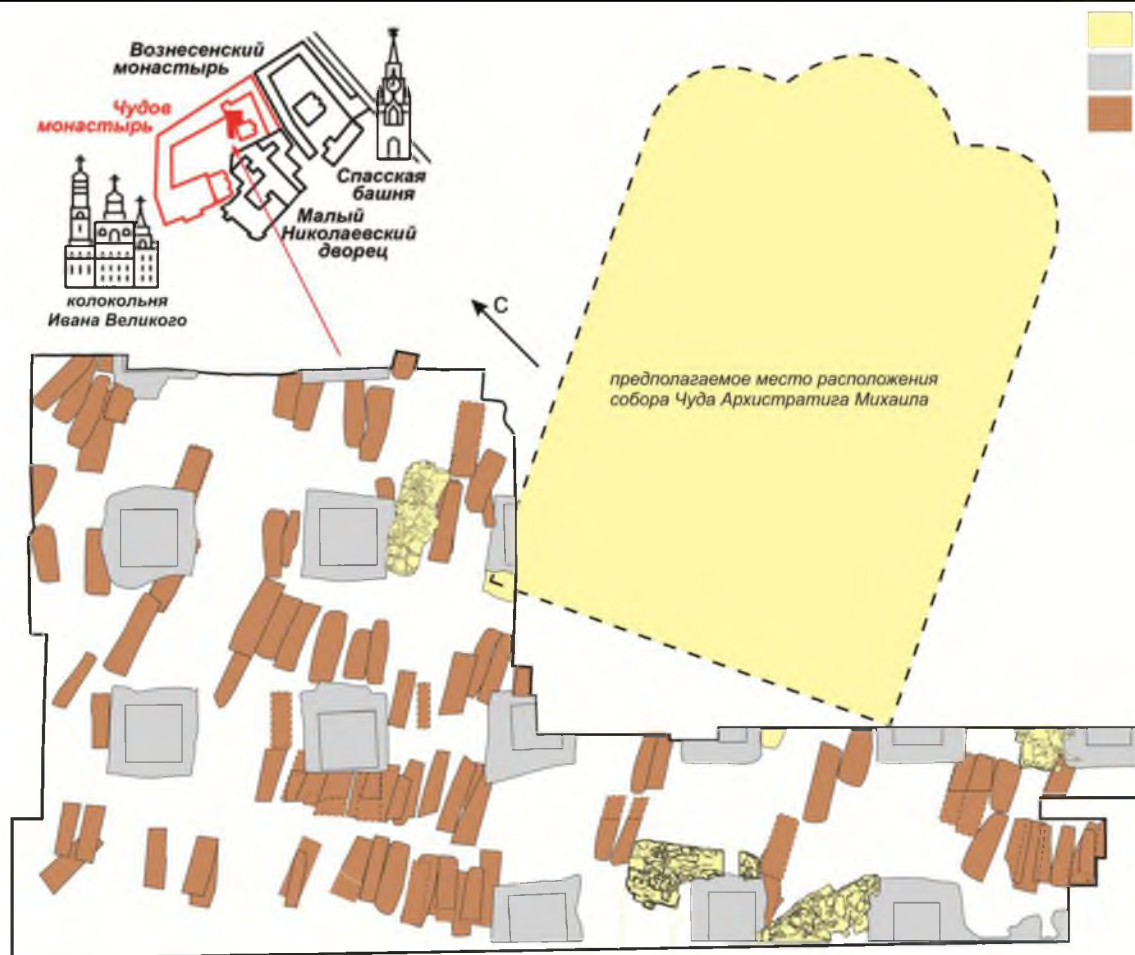 Вознесенский
монастырь
Чудов
монастырь
Спасская
башня
Малый
Николаевский
дворец
колокольня
Ивана Великого
С
предполагаемое место расположения
собора Чуда Архистратига Михаила